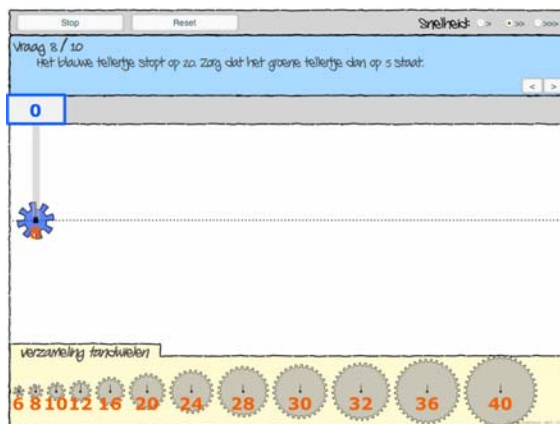 Stop Reset Snelheid: > >> >>>
Vraag 8 / 10
Het blauwe tellertje stopt op 20. Zorg dat het groene tellertje dan op 5 staat.
< >
0
8
verzameling tandwielen
6 8 10 12 16 20 24 28 30 32 36 40